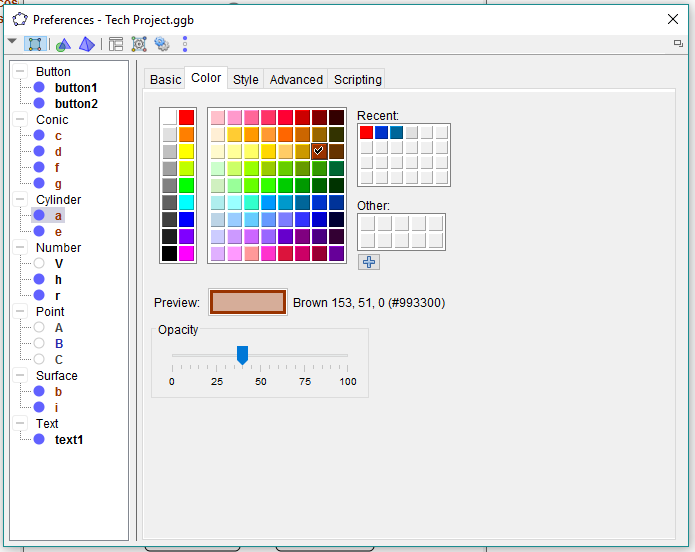 Preferences - Tech Project.ggb
Basic Color Style Advanced Scripting
Button
button1
button2
Conic
c
d
f
g
Cylinder
a
e
Number
V
h
r
Point
A
B
C
Surface
b
i
Text
text1
Recent:
Other:
Preview: Brown 153, 51, 0 (#993300)
Opacity
0 25 50 75 100